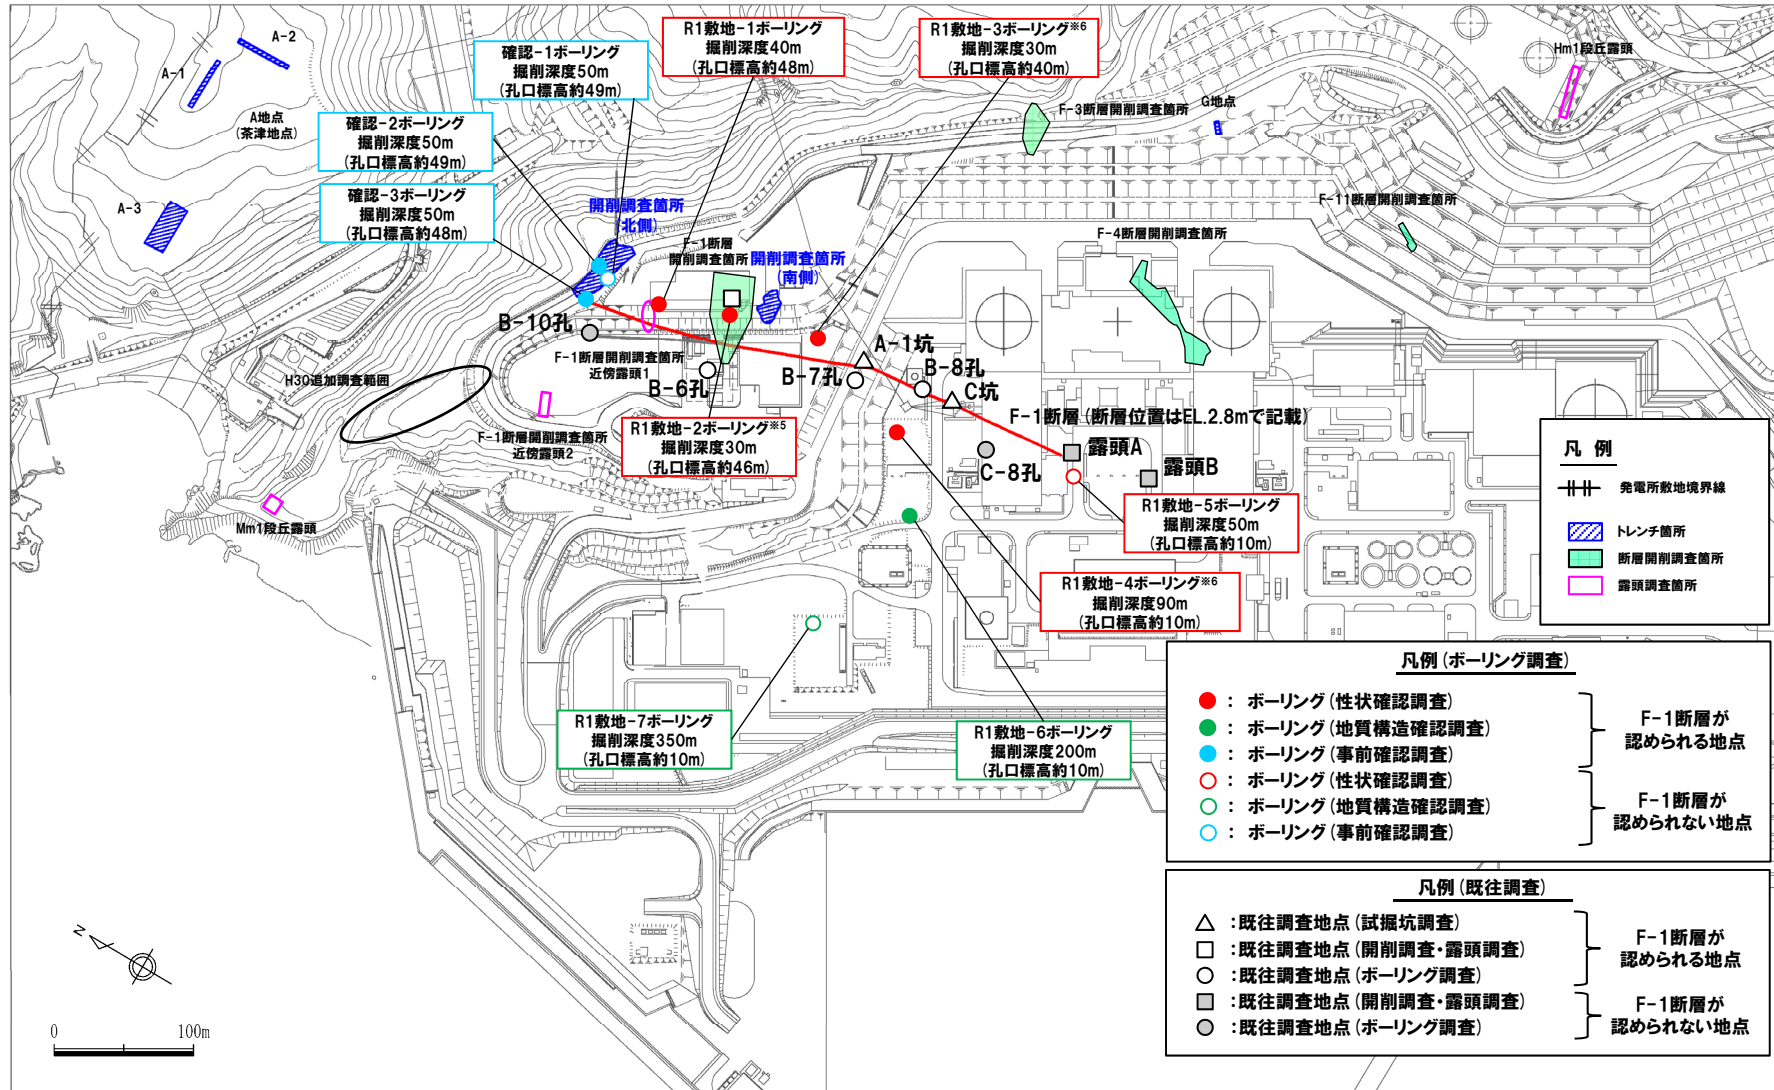 A-2
A-1
A地点
(茶津地点)
A-3
確認-1ボーリング
掘削深度50m
(孔口標高約49m)
R1敷地-1ボーリング
掘削深度40m
(孔口標高約48m)
R1敷地-3ボーリング※6
掘削深度30m
(孔口標高約40m)
Hm1段丘露頭
確認-2ボーリング
掘削深度50m
(孔口標高約49m)
確認-3ボーリング
掘削深度50m
(孔口標高約48m)
F-3断層開削調査箇所
G地点
F-11断層開削調査箇所
F-4断層開削調査箇所
開削調査箇所
(北側)
F-1断層
開削調査箇所
開削調査箇所
(南側)
B-10孔
F-1断層開削調査箇所
近傍露頭1
B-6孔
B-7孔
A-1坑
B-8孔
C坑
F-1断層(断層位置はEL.2.8mで記載)
H30追加調査範囲
F-1断層開削調査箇所
近傍露頭2
R1敷地-2ボーリング※5
掘削深度30m
(孔口標高約46m)
C-8孔
露頭A
露頭B
Mm1段丘露頭
R1敷地-5ボーリング
掘削深度50m
(孔口標高約10m)
R1敷地-4ボーリング※6
掘削深度90m
(孔口標高約10m)
R1敷地-7ボーリング
掘削深度350m
(孔口標高約10m)
R1敷地-6ボーリング
掘削深度200m
(孔口標高約10m)
凡 例
発電所敷地境界線
トレンチ箇所
断層開削調査箇所
露頭調査箇所
凡例(ボーリング調査)
: ボーリング(性状確認調査)
: ボーリング(地質構造確認調査)
: ボーリング(事前確認調査)
F-1断層が
認められる地点
: ボーリング(性状確認調査)
: ボーリング(地質構造確認調査)
: ボーリング(事前確認調査)
F-1断層が
認められない地点
凡例(既往調査)
:既往調査地点(試掘坑調査)
:既往調査地点(開削調査・露頭調査)
:既往調査地点(ボーリング調査)
F-1断層が
認められる地点
:既往調査地点(開削調査・露頭調査)
:既往調査地点(ボーリング調査)
F-1断層が
認められない地点
N
0 100m